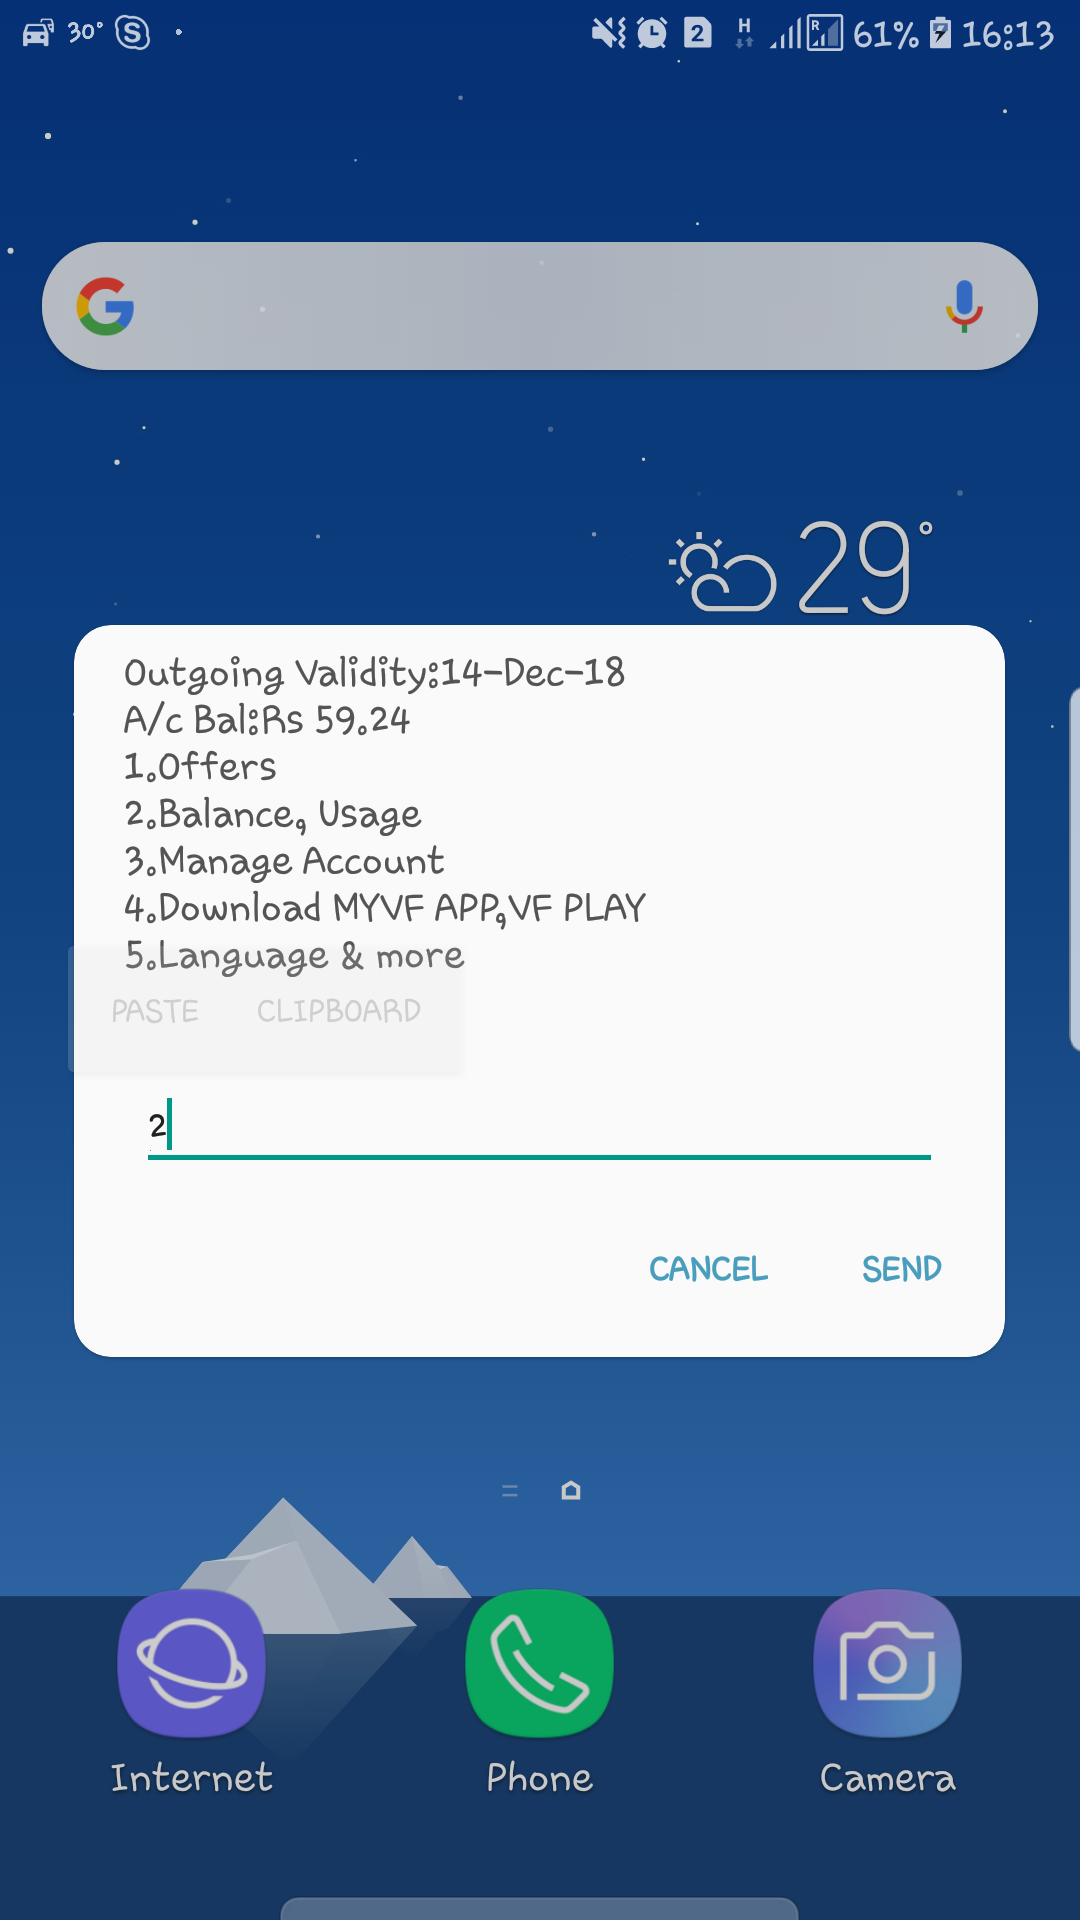 30°
S
2
H
R
61%
16:13
G
29°
Outgoing Validity:14-Dec-18
A/c Bal:Rs 59.24
1.Offers
2.Balance, Usage
3.Manage Account
4.Download MYVF APP,VF PLAY
5.Language & more
PASTE CLIPBOARD
2
CANCEL SEND
Internet Phone Camera